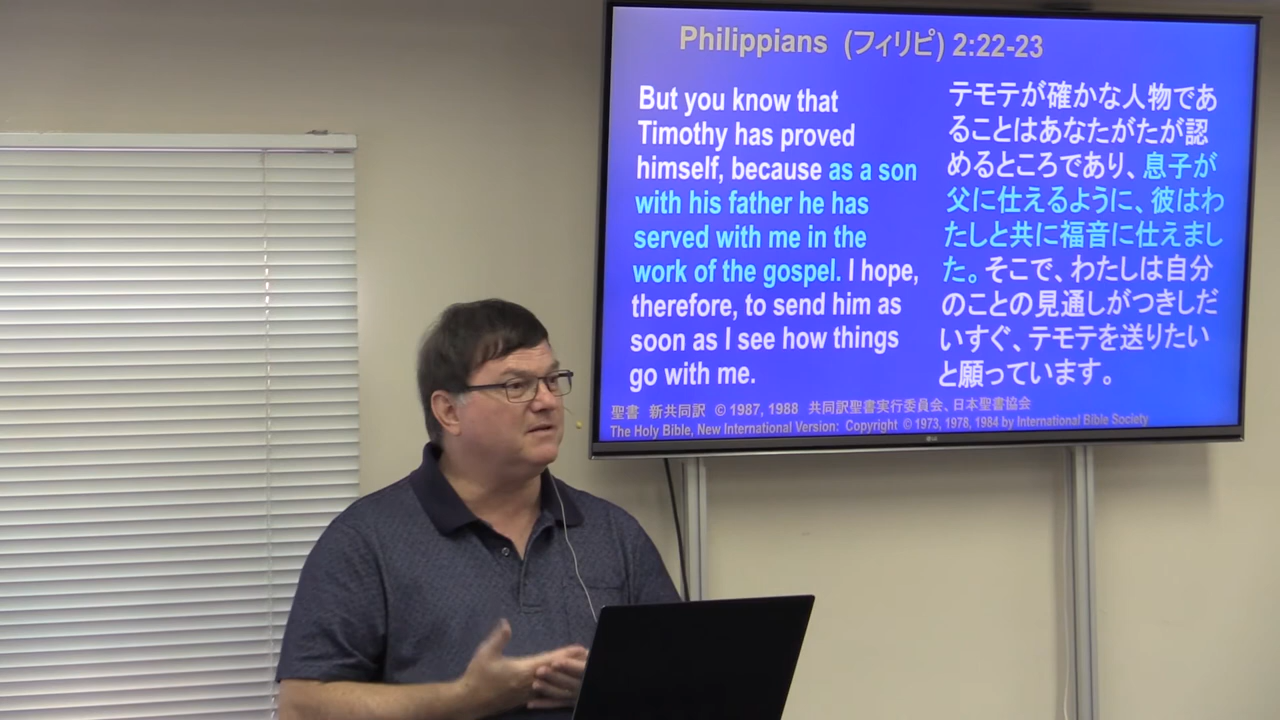 Philippians (フィリピ) 2:22-23
But you know that
Timothy has proved
himself, because as a son
with his father he has
served with me in the
work of the gospel. I hope,
therefore, to send him as
soon as I see how things
go with me.
テモテが確かな人物であ
ることはあなたがたが認
めるところであり、息子が
父に仕えるように、彼はわ
たしと共に福音に仕えまし
た。そこで、わたしは自分
のことの見通しがつきしだ
いすぐ、テモテを送りたい
と願っています。
聖書 新共同訳 © 1987, 1988 共同訳聖書実行委員会、日本聖書協会
The Holy Bible, New International Version: Copyright © 1973, 1978, 1984 by International Bible Society
LG